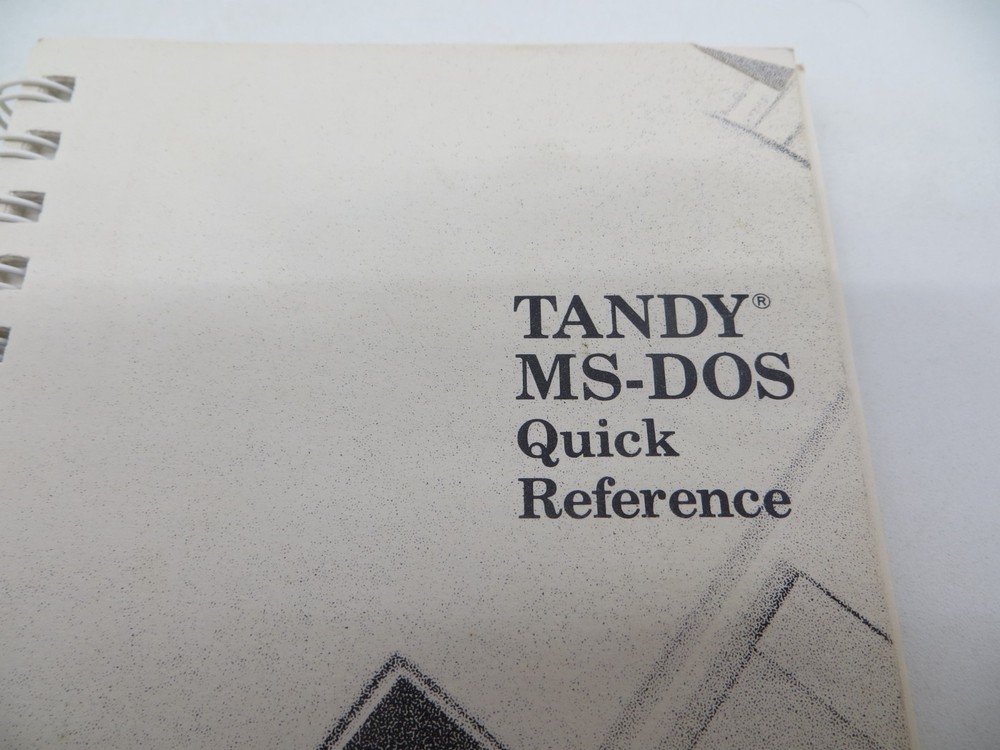 TANDY®
MS-DOS
Quick
Reference